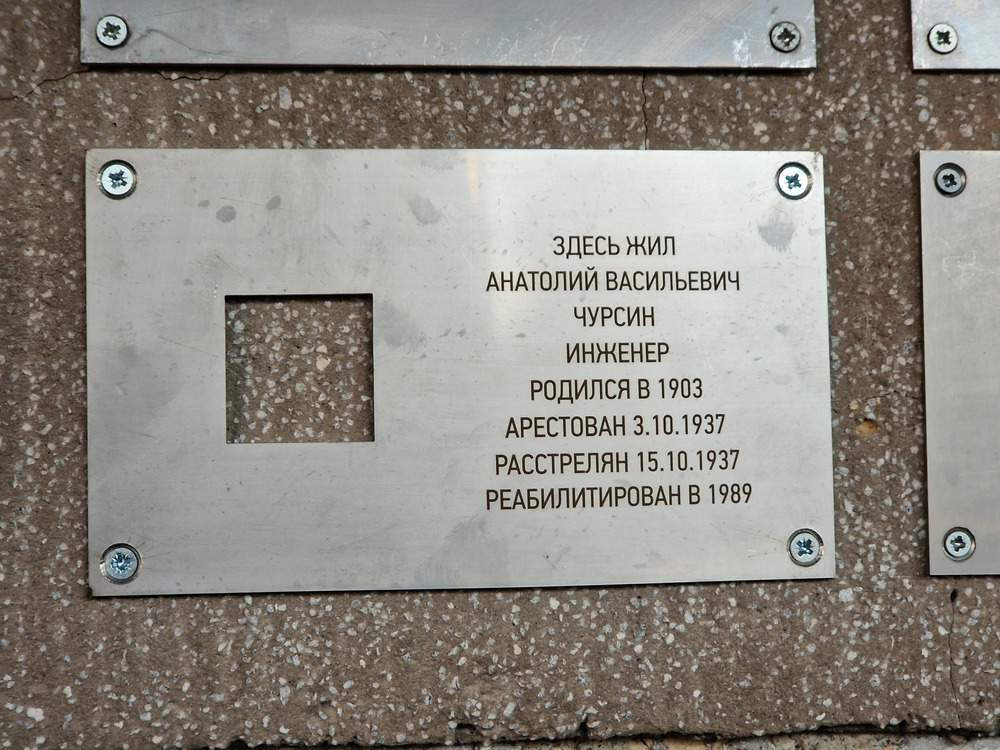 ЗДЕСЬ ЖИЛ
АНАТОЛИЙ ВАСИЛЬЕВИЧ
ЧУРСИН
ИНЖЕНЕР
РОДИЛСЯ В 1903
АРЕСТОВАН 3.10.1937
РАССТРЕЛЯН 15.10.1937
РЕАБИЛИТИРОВАН В 1989